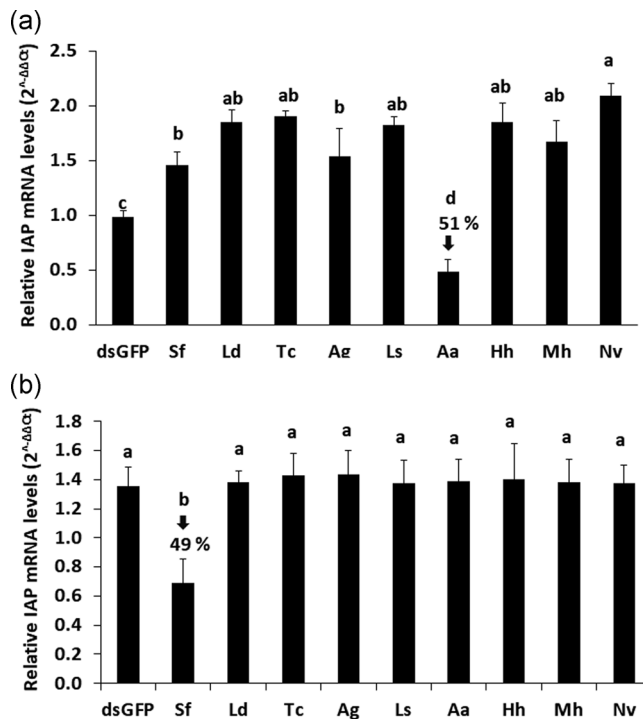 (a)
Relative IAP mRNA levels (2^-ΔΔCt)
2.5
2.0
1.5
1.0
0.5
0.0
c
b
ab
ab
b
ab
d
51 %
ab
ab
a
dsGFP Sf Ld Tc Ag Ls Aa Hh Mh Nv
(b)
Relative IAP mRNA levels (2^-ΔΔCt)
1.8
1.6
1.4
1.2
1.0
0.8
0.6
0.4
0.2
0.0
a
b
49 %
a
a
a
a
a
a
a
a
dsGFP Sf Ld Tc Ag Ls Aa Hh Mh Nv